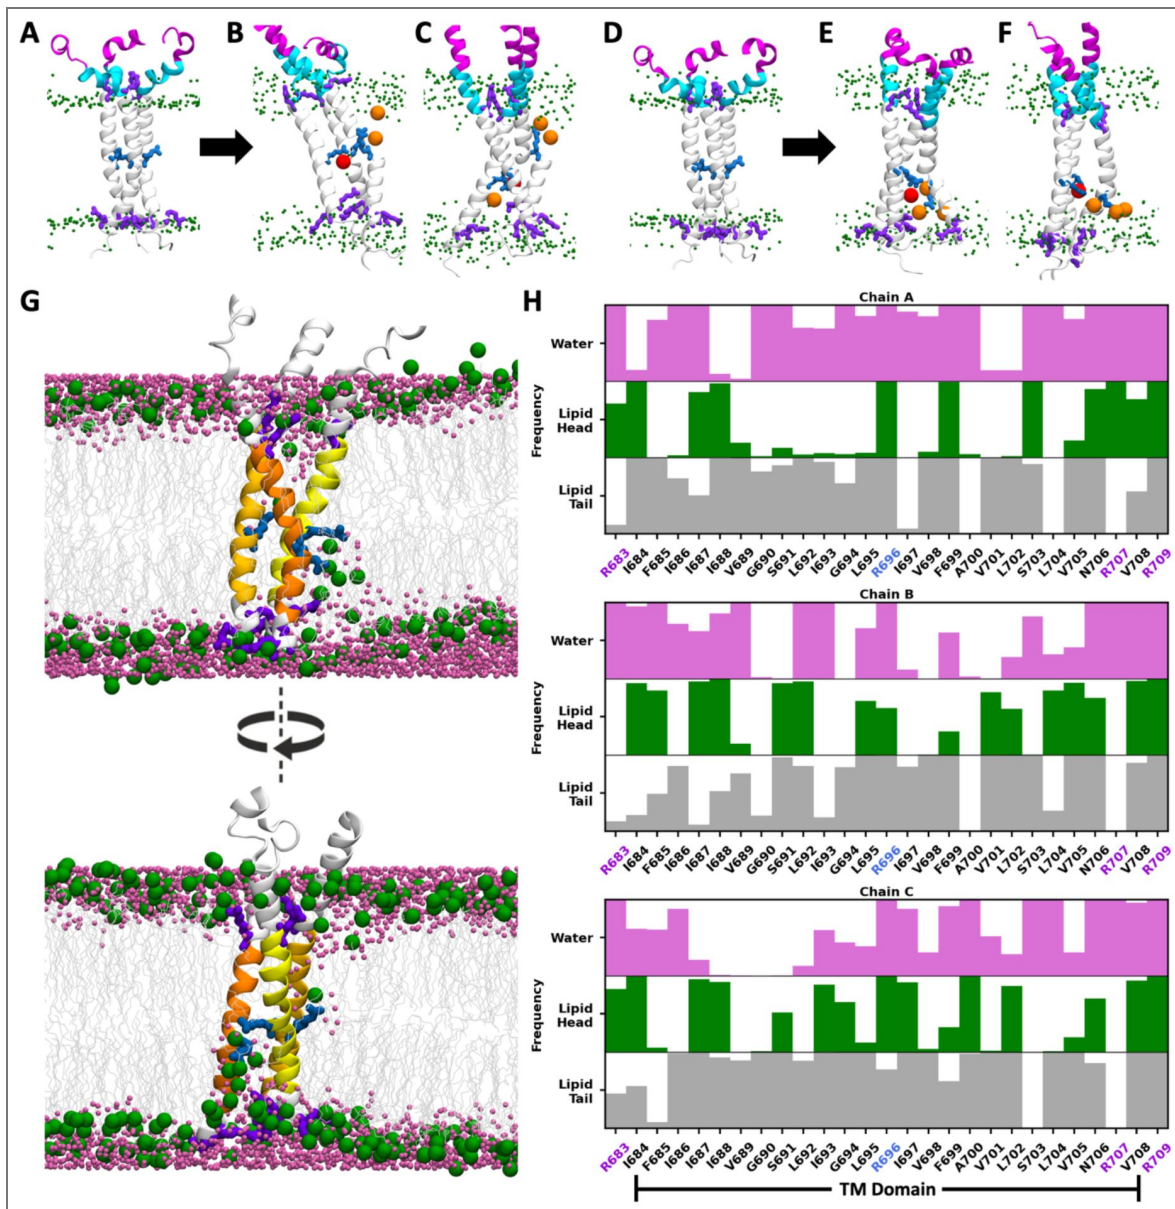 A B C D E F
G
H
Chain A
Water
Lipid
Head
Lipid
Tail
Frequency
R683 I684 F685 I686 I687 I688 V689 G690 S691 L692 I693 G694 L695 R696 I697 V698 F699 A700 V701 L702 S703 L704 V705 N706 R707 V708 R709
Chain B
Water
Lipid
Head
Lipid
Tail
Frequency
R683 I684 F685 I686 I687 I688 V689 G690 S691 L692 I693 G694 L695 R696 I697 V698 F699 A700 V701 L702 S703 L704 V705 N706 R707 V708 R709
Chain C
Water
Lipid
Head
Lipid
Tail
Frequency
R683 I684 F685 I686 I687 I688 V689 G690 S691 L692 I693 G694 L695 R696 I697 V698 F699 A700 V701 L702 S703 L704 V705 N706 R707 V708 R709
TM Domain